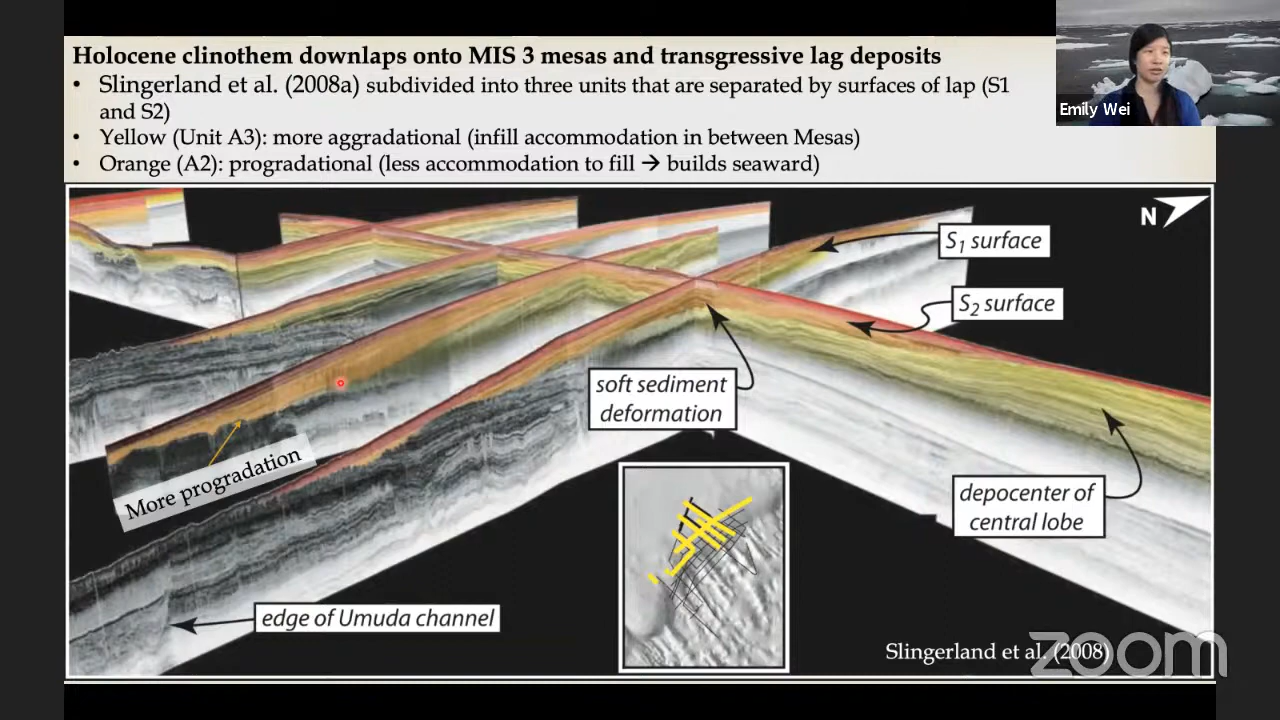 Holocene clinothem downlaps onto MIS 3 mesas and transgressive lag deposits
• Slingerland et al. (2008a) subdivided into three units that are separated by surfaces of lap (S1
and S2)
• Yellow (Unit A3): more aggradational (infill accommodation in between Mesas)
• Orange (A2): progradational (less accommodation to fill → builds seaward)
Emily Wei
N
S1 surface
S2 surface
soft sediment
deformation
More progradation
depocenter of
central lobe
edge of Umuda channel
Slingerland et al. (2008)
zoom